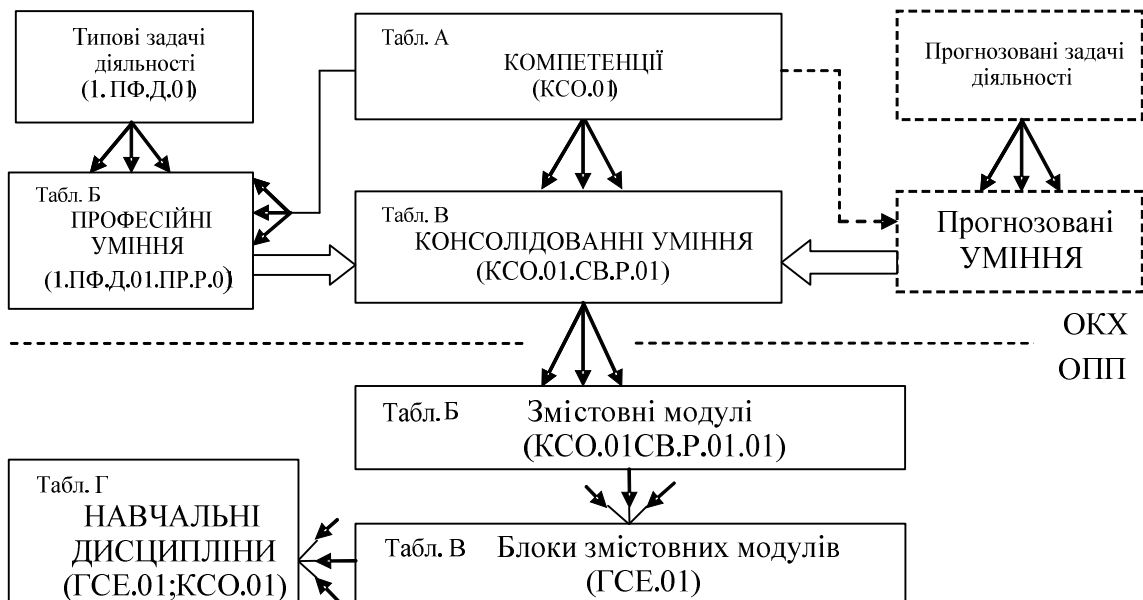 Типові задачі
діяльності
(1. ПФ.Д.01)
Табл. А
КОМПЕТЕНЦІЇ
(КСО.01)
Прогнозовані задачі
діяльності
Табл. Б
ПРОФЕСІЙНІ
УМІННЯ
(1.ПФ.Д.01.ПР.Р.01)
Табл. В
КОНСОЛІДОВАННІ УМІННЯ
(КСО.01.СВ.Р.01)
Прогнозовані
УМІННЯ
ОКХ
ОПП
Табл. Б
Змістовні модулі
(КСО.01СВ.Р.01.01)
Табл. Г
НАВЧАЛЬНІ
ДИСЦИПЛІНИ
(ГСЕ.01;КСО.01)
Табл. В
Блоки змістовних модулів
(ГСЕ.01)